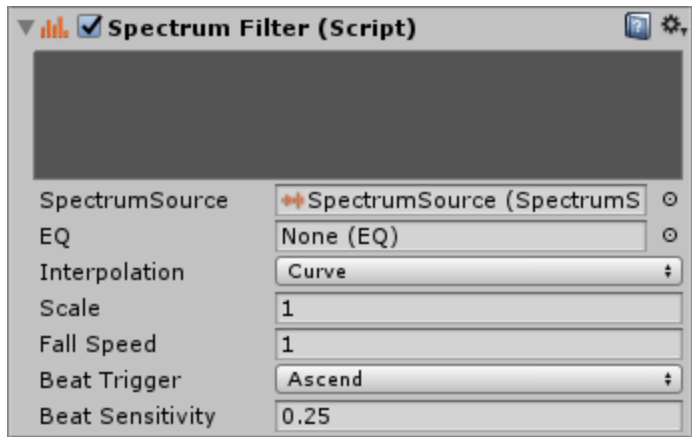 Spectrum Filter (Script)
SpectrumSource SpectrumSource (SpectrumS
EQ None (EQ)
Interpolation Curve
Scale 1
Fall Speed 1
Beat Trigger Ascend
Beat Sensitivity 0.25